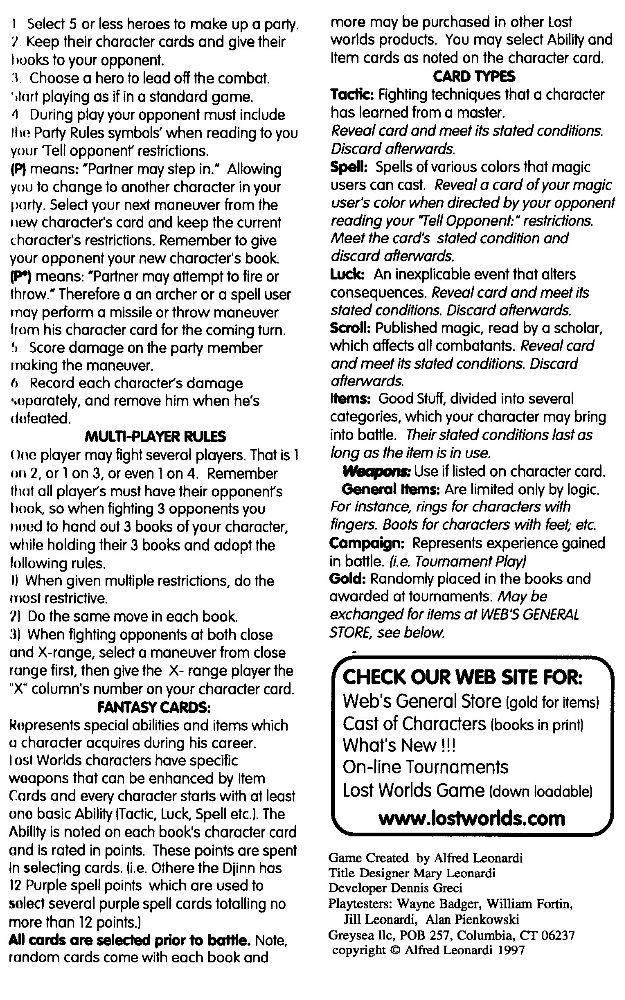 1 Select 5 or less heroes to make up a party.
2 Keep their character cards and give their
books to your opponent.
3. Choose a hero to lead off the combat.
Start playing as if in a standard game.
4 During play your opponent must include
the Party Rules symbols' when reading to you
your 'Tell opponent' restrictions.
(P) means: "Partner may step in." Allowing
you to change to another character in your
party. Select your next maneuver from the
new character's card and keep the current
character's restrictions. Remember to give
your opponent your new character's book.
(P*) means: "Partner may attempt to fire or
throw." Therefore a an archer or a spell user
may perform a missile or throw maneuver
from his character card for the coming turn.
5 Score damage on the party member
making the maneuver.
6 Record each character's damage
separately, and remove him when he's
defeated.
MULTI-PLAYER RULES
One player may fight several players. That is 1
on 2, or 1 on 3, or even 1 on 4. Remember
that all player's must have their opponent's
book, so when fighting 3 opponents you
need to hand out 3 books of your character,
while holding their 3 books and adopt the
following rules.
1) When given multiple restrictions, do the
most restrictive.
2) Do the same move in each book.
3) When fighting opponents at both close
and X-range, select a maneuver from close
range first, then give the X- range player the
"X" column's number on your character card.
FANTASY CARDS:
Represents special abilities and items which
a character acquires during his career.
Lost Worlds characters have specific
weapons that can be enhanced by Item
Cards and every character starts with at least
one basic Ability (Tactic, Luck, Spell etc.). The
Ability is noted on each book's character card
and is rated in points. These points are spent
in selecting cards. (i.e. Othere the Djinn has
12 Purple spell points which are used to
select several purple spell cards totalling no
more than 12 points.)
All cards are selected prior to battle. Note,
random cards come with each book and
more may be purchased in other Lost
worlds products. You may select Ability and
Item cards as noted on the character card.
CARD TYPES
Tactic: Fighting techniques that a character
has learned from a master.
Reveal card and meet its stated conditions.
Discard afterwards.
Spell: Spells of various colors that magic
users can cast. Reveal a card of your magic
user's color when directed by your opponent
reading your "Tell Opponent:" restrictions.
Meet the card's stated condition and
discard afterwards.
Luck: An inexplicable event that alters
consequences. Reveal card and meet its
stated conditions. Discard afterwards.
Scroll: Published magic, read by a scholar,
which affects all combatants. Reveal card
and meet its stated conditions. Discard
afterwards.
Items: Good Stuff, divided into several
categories, which your character may bring
into battle. Their stated conditions last as
long as the item is in use.
Weapons: Use if listed on character card.
General Items: Are limited only by logic.
For instance, rings for characters with
fingers. Boots for characters with feet; etc.
Campaign: Represents experience gained
in battle. (i.e. Tournament Play)
Gold: Randomly placed in the books and
awarded at tournaments. May be
exchanged for items at WEB'S GENERAL
STORE, see below.
CHECK OUR WEB SITE FOR:
Web's General Store (gold for items)
Cast of Characters (books in print)
What's New !!!
On-line Tournaments
Lost Worlds Game (down loadable)
www.lostworlds.com
Game Created by Alfred Leonardi
Title Designer Mary Leonardi
Developer Dennis Greci
Playtesters: Wayne Badger, William Fortin,
Jill Leonardi, Alan Pienkowski
Greysea llc, POB 257, Columbia, CT 06237
copyright © Alfred Leonardi 1997